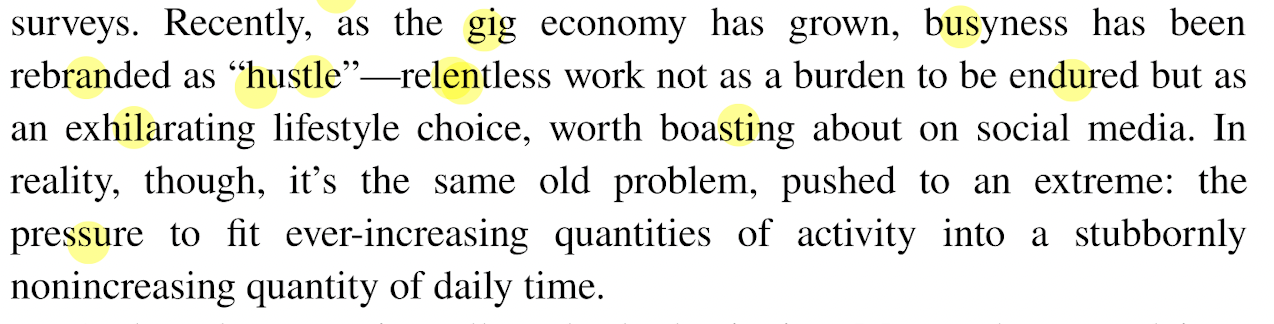 surveys. Recently, as the gig economy has grown, busyness has been
rebranded as “hustle”—relentless work not as a burden to be endured but as
an exhilarating lifestyle choice, worth boasting about on social media. In
reality, though, it’s the same old problem, pushed to an extreme: the
pressure to fit ever-increasing quantities of activity into a stubbornly
nonincreasing quantity of daily time.